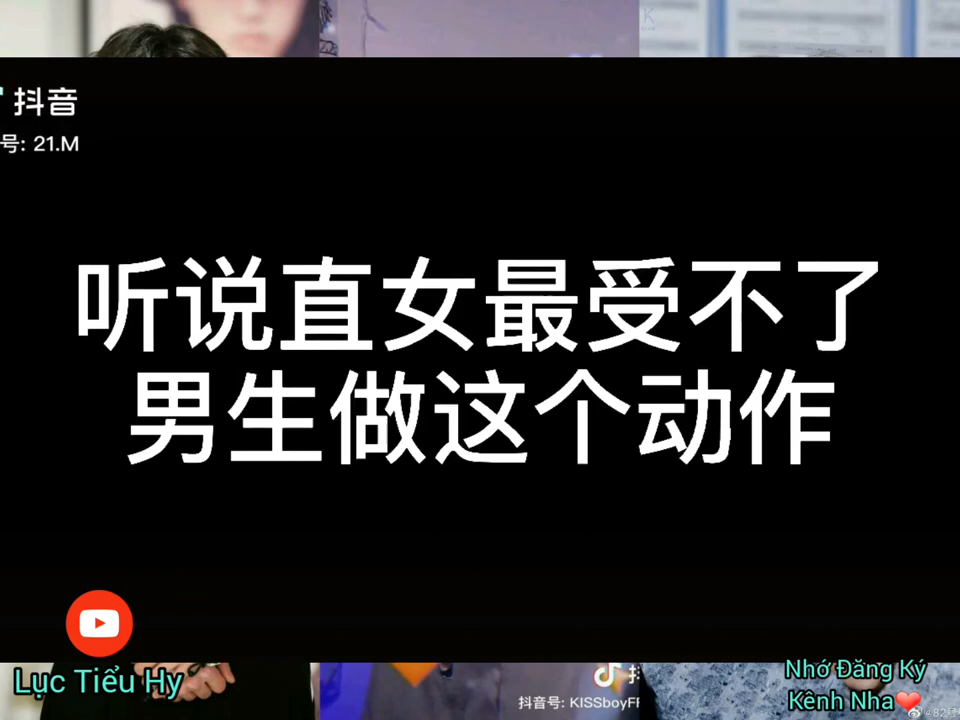 抖音
号: 21.M
听说直女最受不了
男生做这个动作
Lục Tiểu Hy
抖音号: KISSboyF
Nhớ Đăng Ký
Kênh Nha